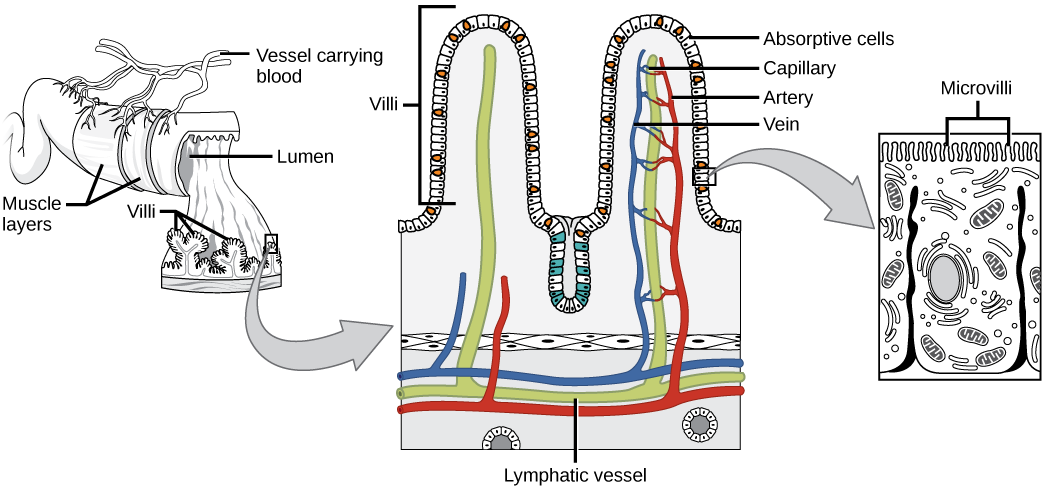 Vessel carrying
blood
Lumen
Muscle
layers
Villi
Villi
Absorptive cells
Capillary
Artery
Vein
Lymphatic vessel
Microvilli